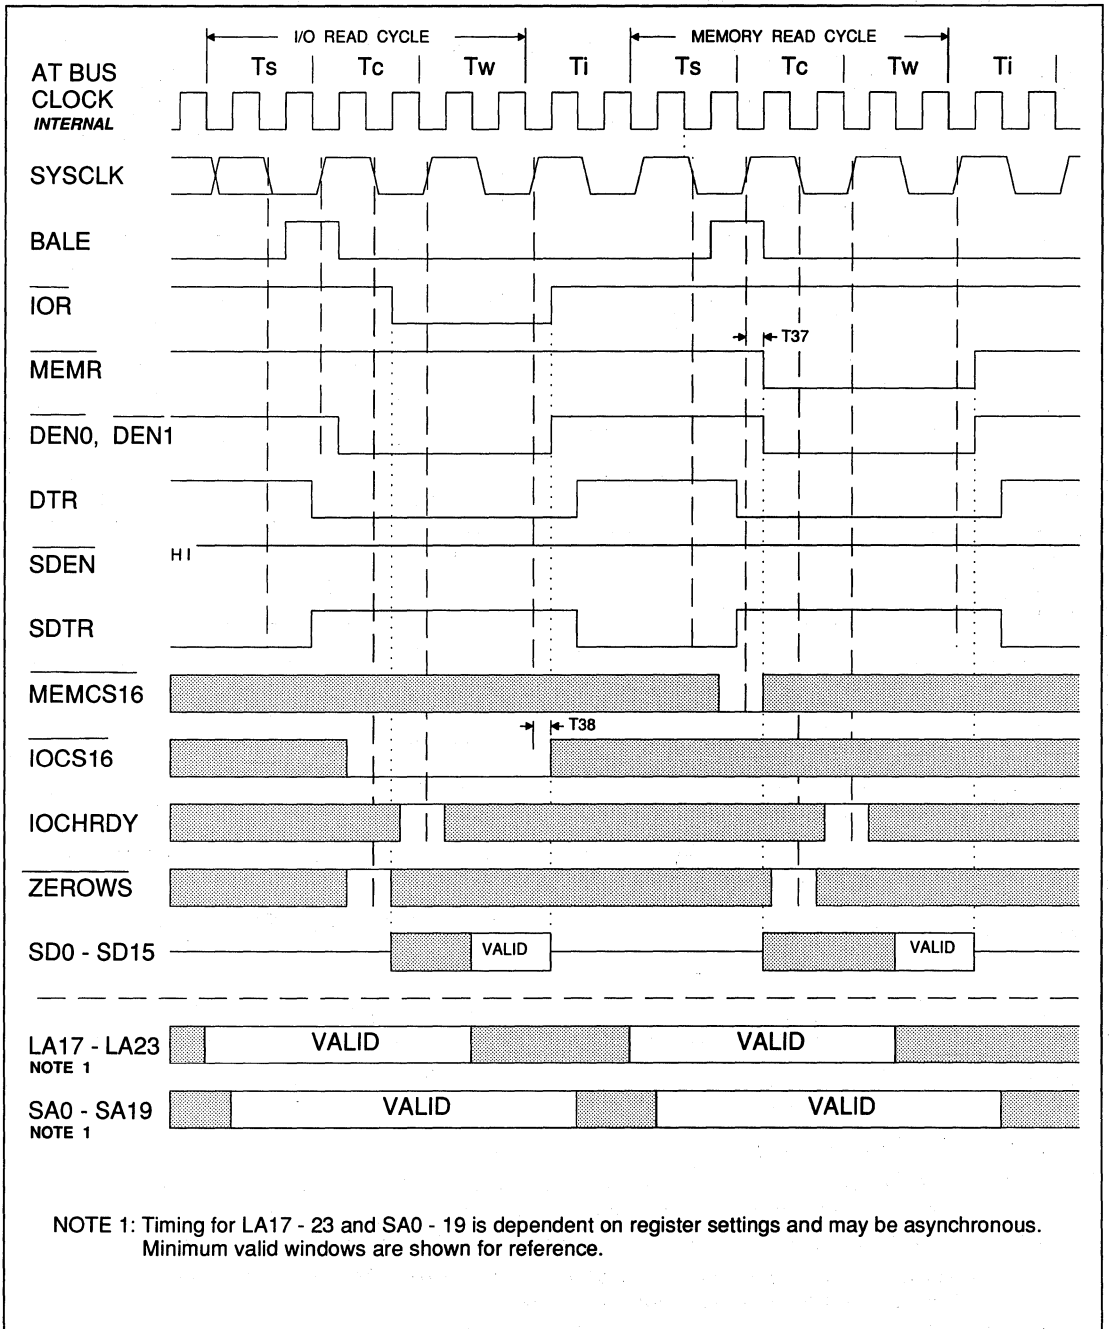 I/O READ CYCLE MEMORY READ CYCLE
Ts Tc Tw Ti Ts Tc Tw Ti
AT BUS
CLOCK
INTERNAL
SYSCLK
BALE
IOR
T37
MEMR
DEN0, DEN1
DTR
HI
SDEN
SDTR
MEMCS16
T38
IOCS16
IOCHRDY
ZEROWS
SD0 - SD15 VALID VALID
LA17 - LA23 VALID VALID
NOTE 1
SA0 - SA19 VALID VALID
NOTE 1
NOTE 1: Timing for LA17 - 23 and SA0 - 19 is dependent on register settings and may be asynchronous.
Minimum valid windows are shown for reference.